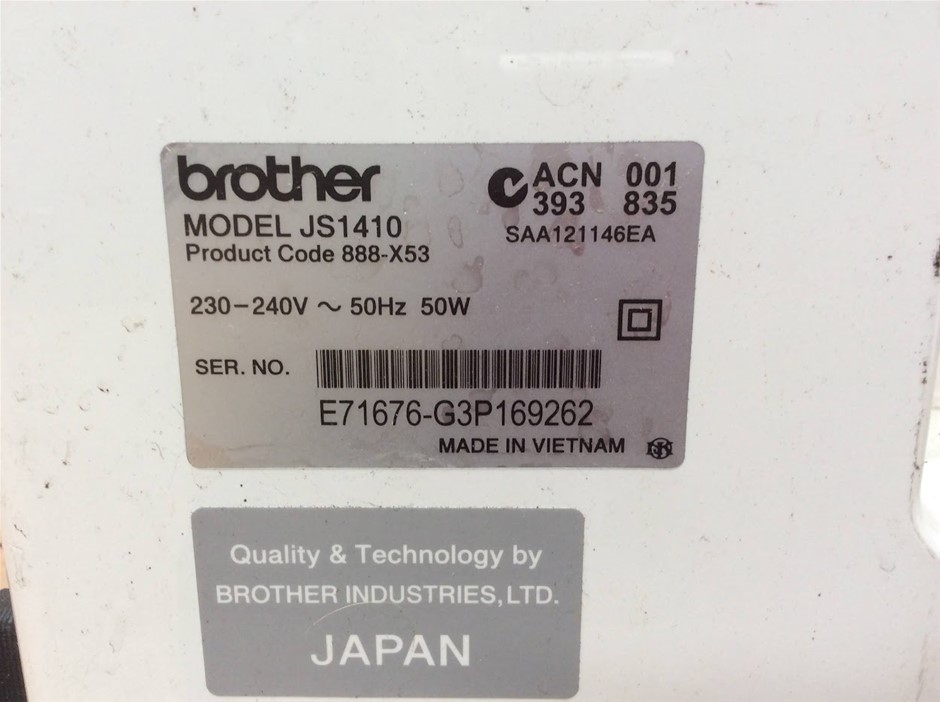 brother
ACN 001
393 835
MODEL JS1410
SAA121146EA
Product Code 888-X53
230-240V ~ 50Hz 50W
SER. NO.
E71676-G3P169262
MADE IN VIETNAM
Quality & Technology by
BROTHER INDUSTRIES,LTD.
JAPAN